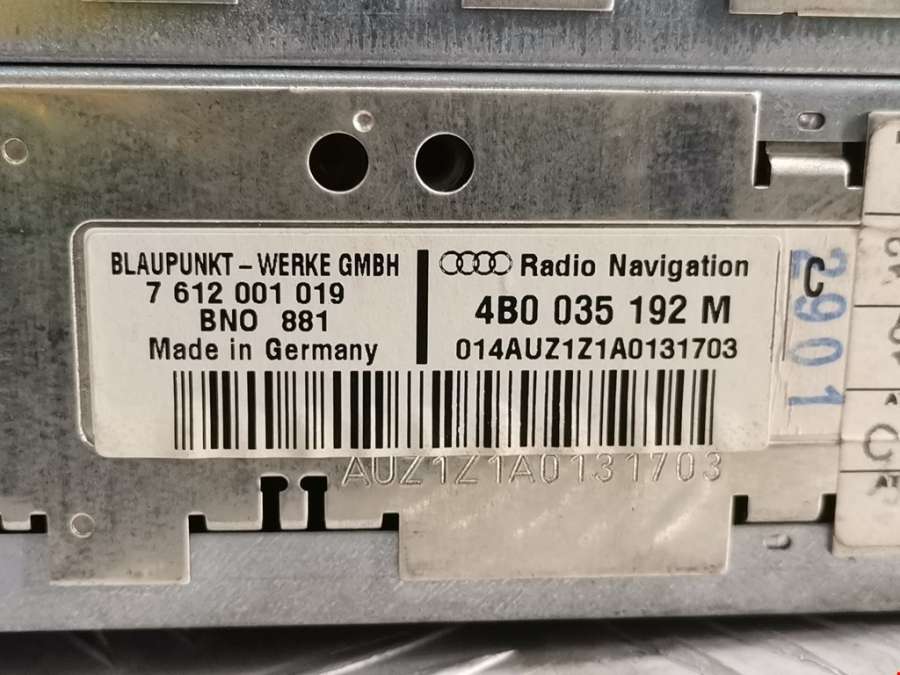 BLAUPUNKT - WERKE GMBH
7 612 001 019
BNO 881
Made in Germany
Radio Navigation
4B0 035 192 M
014AUZ1Z1A0131703
C
2901
AUZ1Z1A0131703